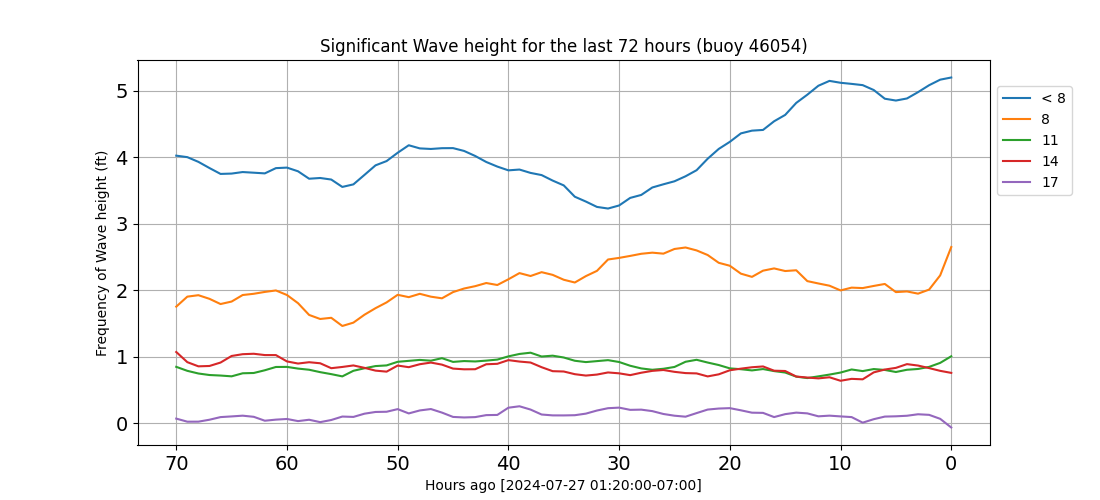 Significant Wave height for the last 72 hours (buoy 46054)
Frequency of Wave height (ft)
5
4
3
2
1
0
< 8
8
11
14
17
70 60 50 40 30 20 10 0
Hours ago [2024-07-27 01:20:00-07:00]